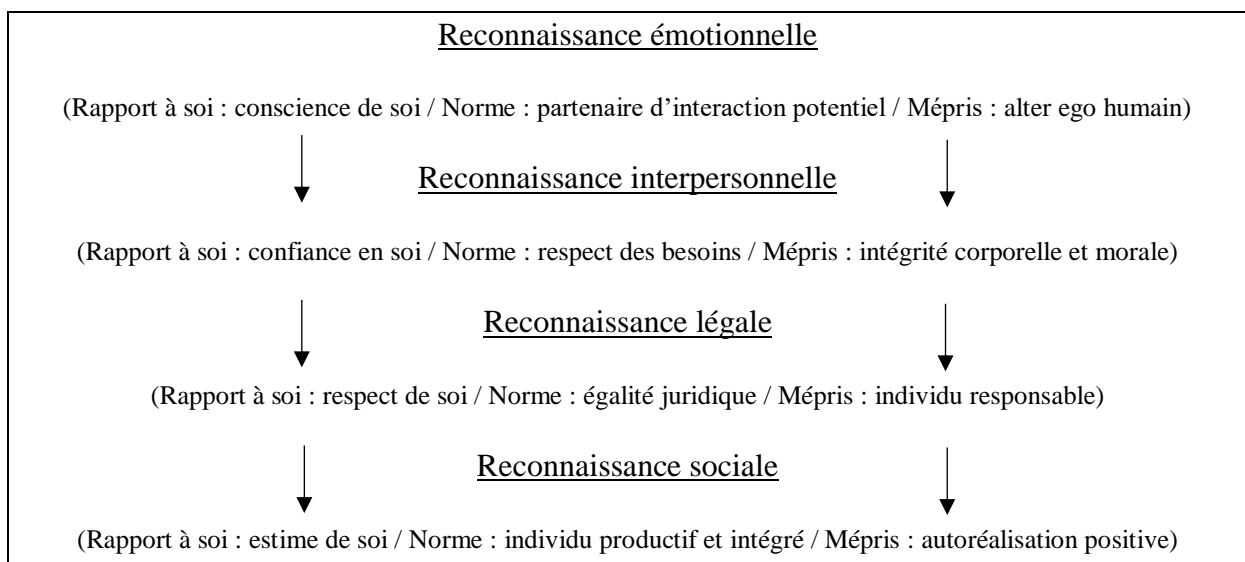 Reconnaissance émotionnelle
(Rapport à soi : conscience de soi / Norme : partenaire d’interaction potentiel / Mépris : alter ego humain)
Reconnaissance interpersonnelle
(Rapport à soi : confiance en soi / Norme : respect des besoins / Mépris : intégrité corporelle et morale)
Reconnaissance légale
(Rapport à soi : respect de soi / Norme : égalité juridique / Mépris : individu responsable)
Reconnaissance sociale
(Rapport à soi : estime de soi / Norme : individu productif et intégré / Mépris : autoréalisation positive)